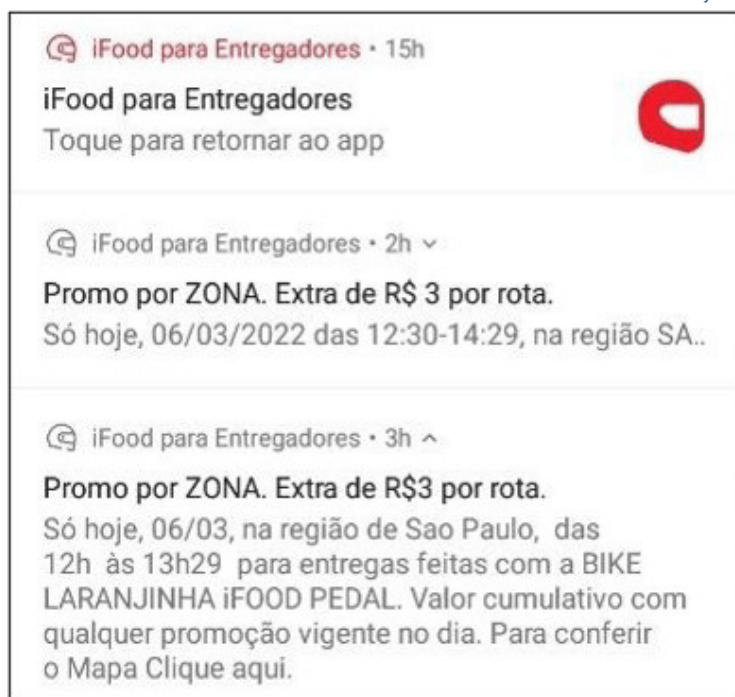 iFood para Entregadores • 15h
iFood para Entregadores
Toque para retornar ao app
iFood para Entregadores • 2h
Promo por ZONA. Extra de R$ 3 por rota.
Só hoje, 06/03/2022 das 12:30-14:29, na região SA..
iFood para Entregadores • 3h
Promo por ZONA. Extra de R$3 por rota.
Só hoje, 06/03, na região de Sao Paulo, das
12h às 13h29 para entregas feitas com a BIKE
LARANJINHA iFOOD PEDAL. Valor cumulativo com
qualquer promoção vigente no dia. Para conferir
o Mapa Clique aqui.